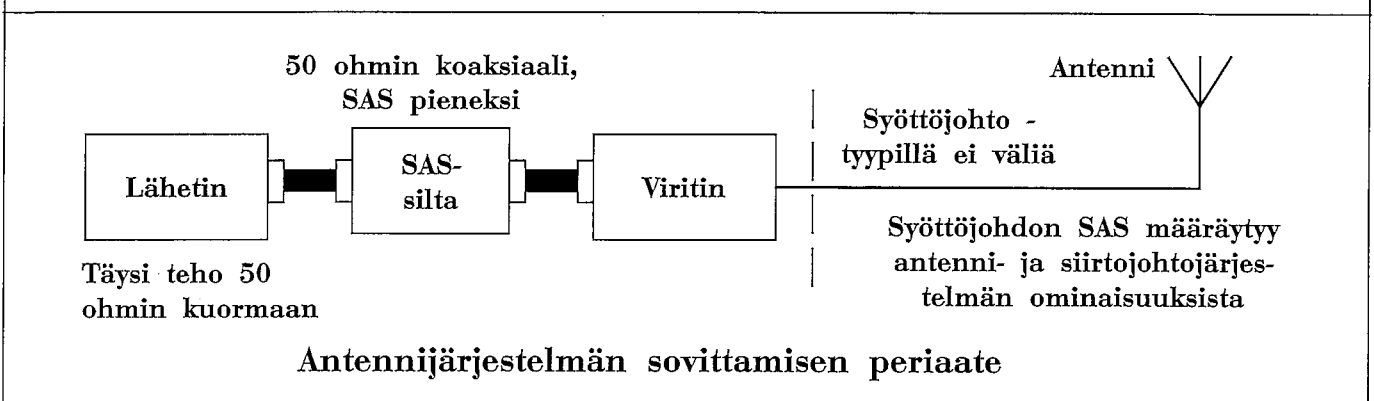 50 ohmin koaksiaali,
SAS pieneksi
Antenni
Syöttöjohto -
tyypillä ei väliä
Lähetin
SAS-
silta
Viritin
Täysi teho 50
ohmin kuormaan
Syöttöjohdon SAS määräytyy
antenni- ja siirtojohtojärjes-
telmän ominaisuuksista
Antennijärjestelmän sovittamisen periaate